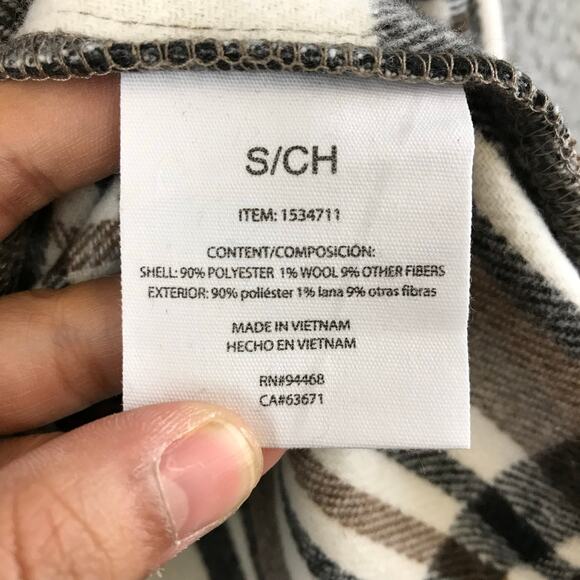 S/CH
ITEM: 1534711
CONTENT/COMPOSICIÓN:
SHELL: 90% POLYESTER 1% WOOL 9% OTHER FIBERS
EXTERIOR: 90% poliéster 1% lana 9% otras fibras
MADE IN VIETNAM
HECHO EN VIETNAM
RN#94468
CA#63671